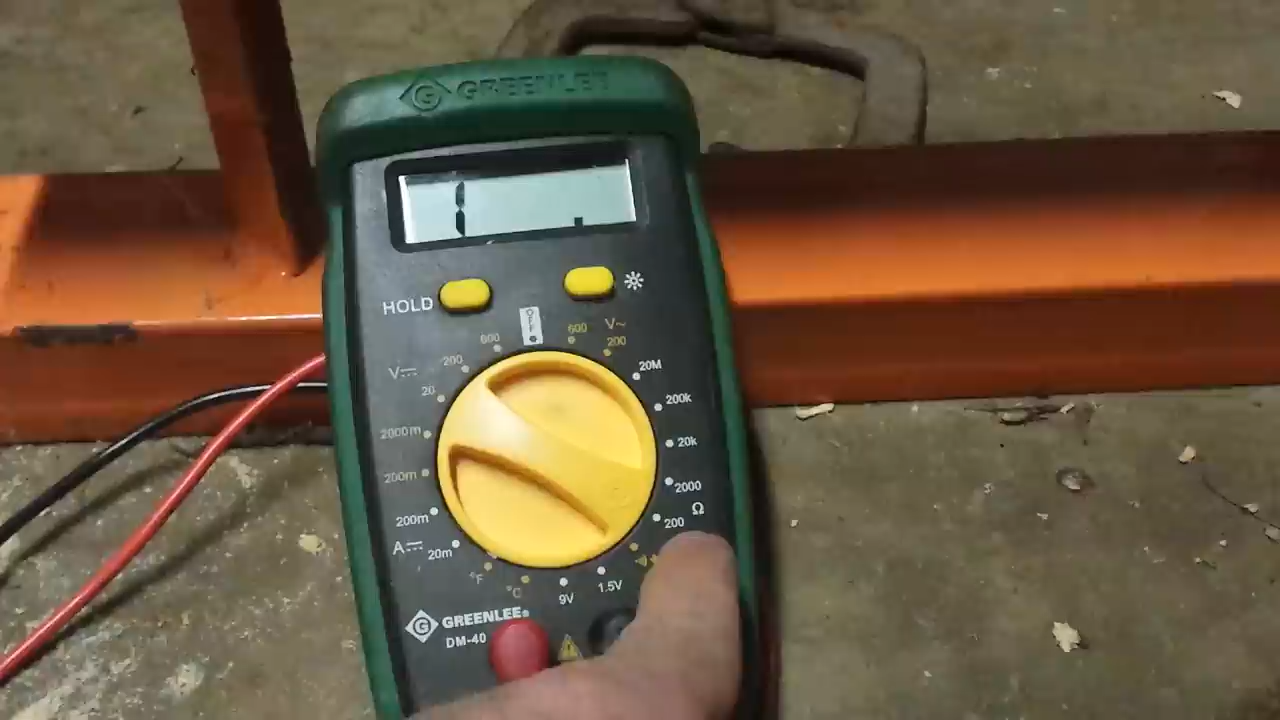 G GREENLEE
1 .
HOLD
OFF
600
600
V~
200
200
V⎓
20M
20
200k
2000m
20k
200m
2000
Ω
200m
200
A⎓
20m
°F
°C
9V
1.5V
G GREENLEE®
DM-40